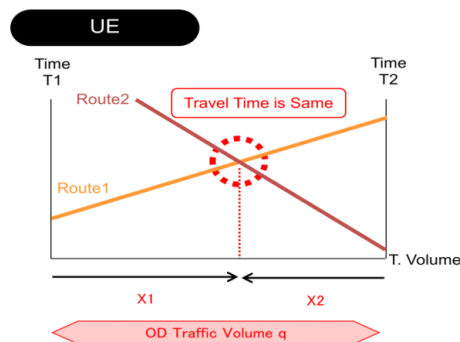 UE
Time
T1
Time
T2
Route2
Travel Time is Same
Route1
T. Volume
X1
X2
OD Traffic Volume q